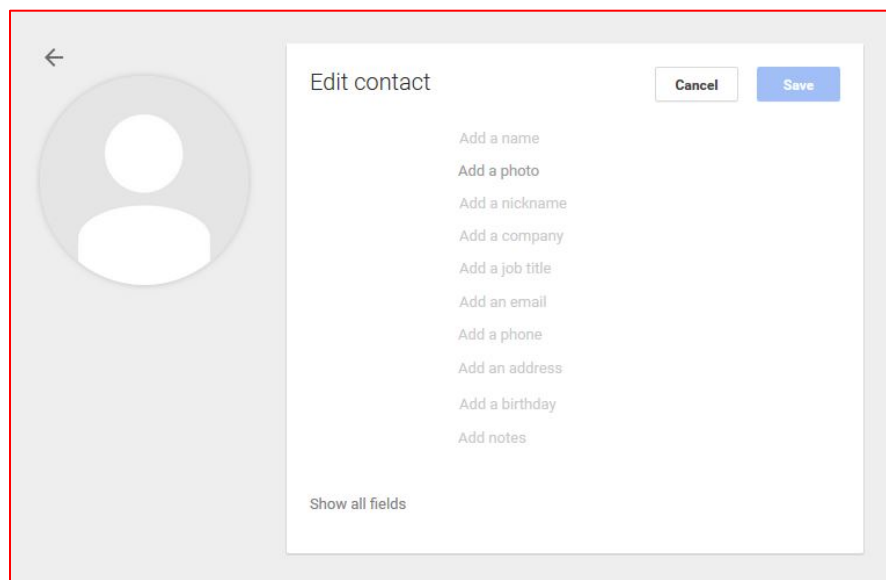 Edit contact
Cancel
Save
Add a name
Add a photo
Add a nickname
Add a company
Add a job title
Add an email
Add a phone
Add an address
Add a birthday
Add notes
Show all fields